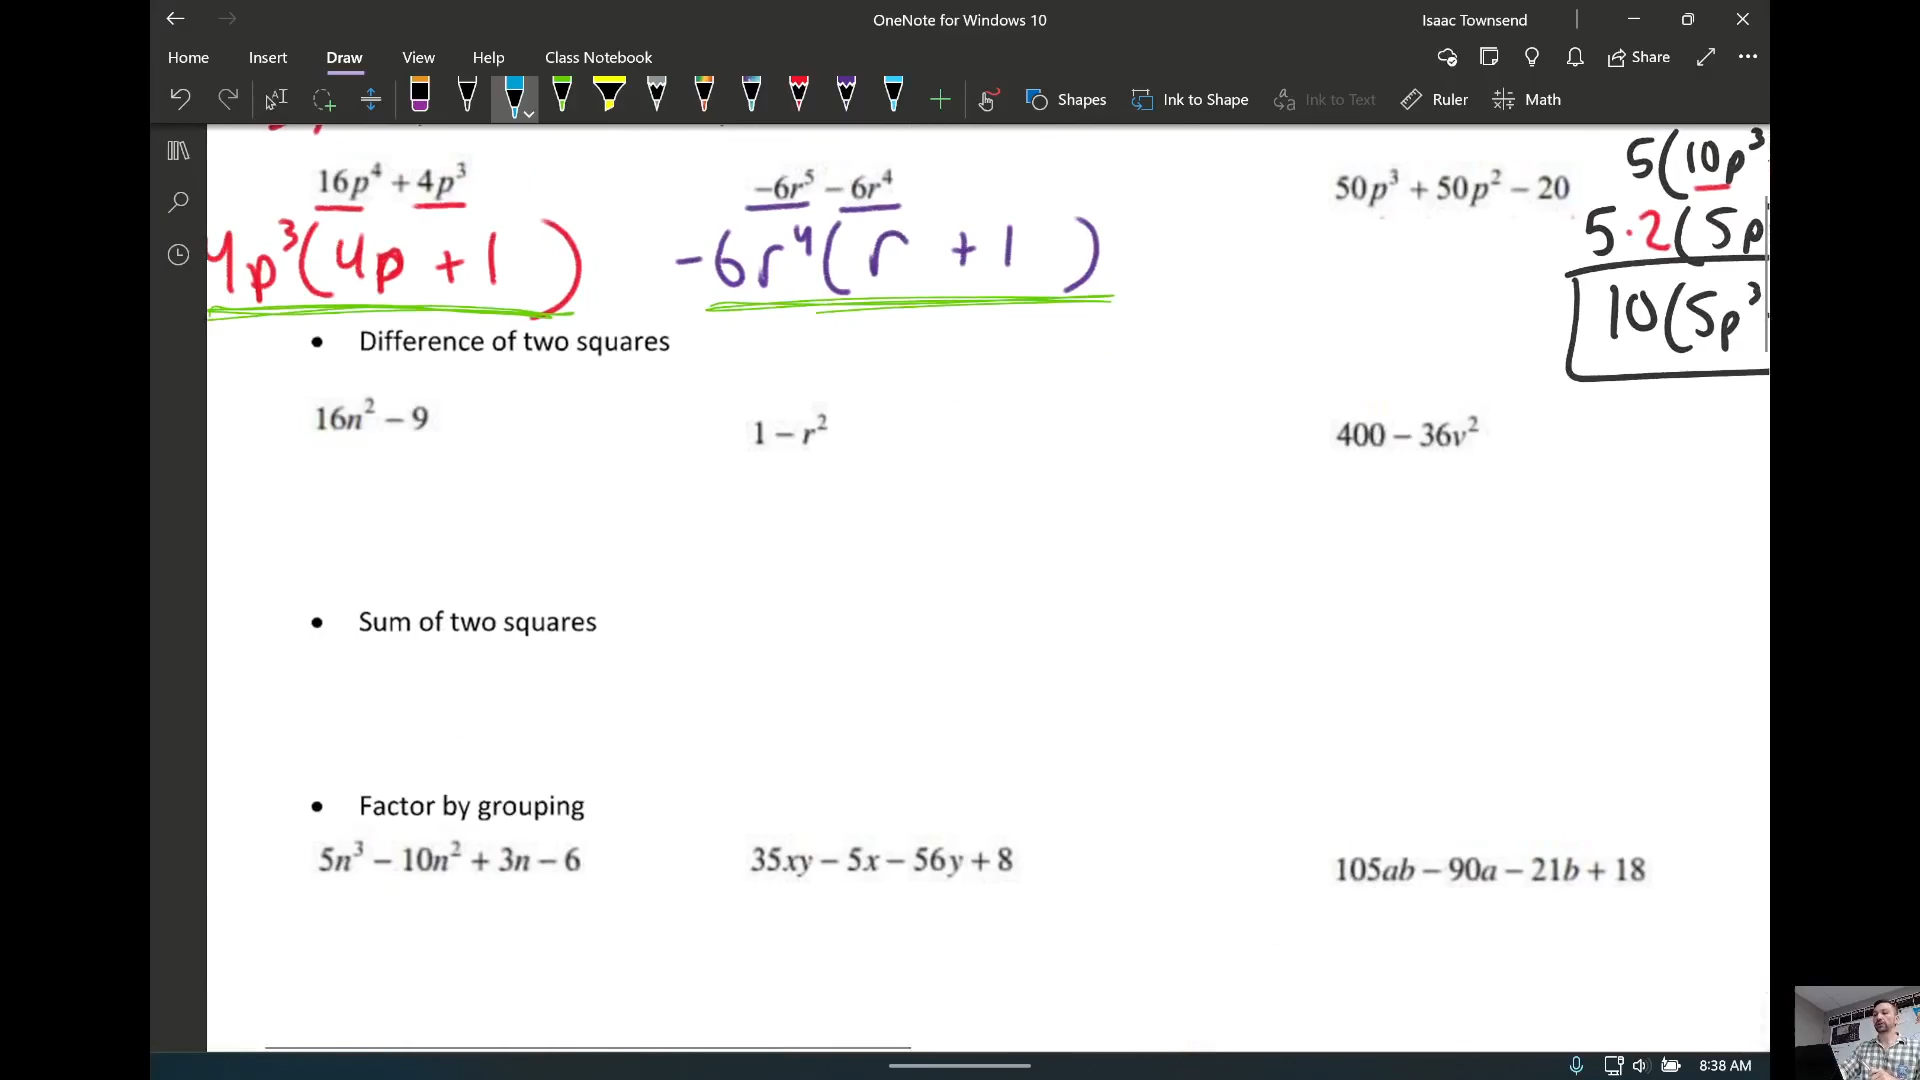 OneNote for Windows 10
Isaac Townsend
Home Insert Draw View Help Class Notebook
Share
Shapes Ink to Shape Ink to Text Ruler Math
16p⁴ + 4p³
-6r⁵ - 6r⁴
50p³ + 50p² - 20
5(10p³
4p³(4p + 1 )
-6r⁴(r + 1 )
5·2(5p
10(5p³
• Difference of two squares
16n² - 9
1 - r²
400 - 36v²
• Sum of two squares
• Factor by grouping
5n³ - 10n² + 3n - 6
35xy - 5x - 56y + 8
105ab - 90a - 21b + 18
8:38 AM